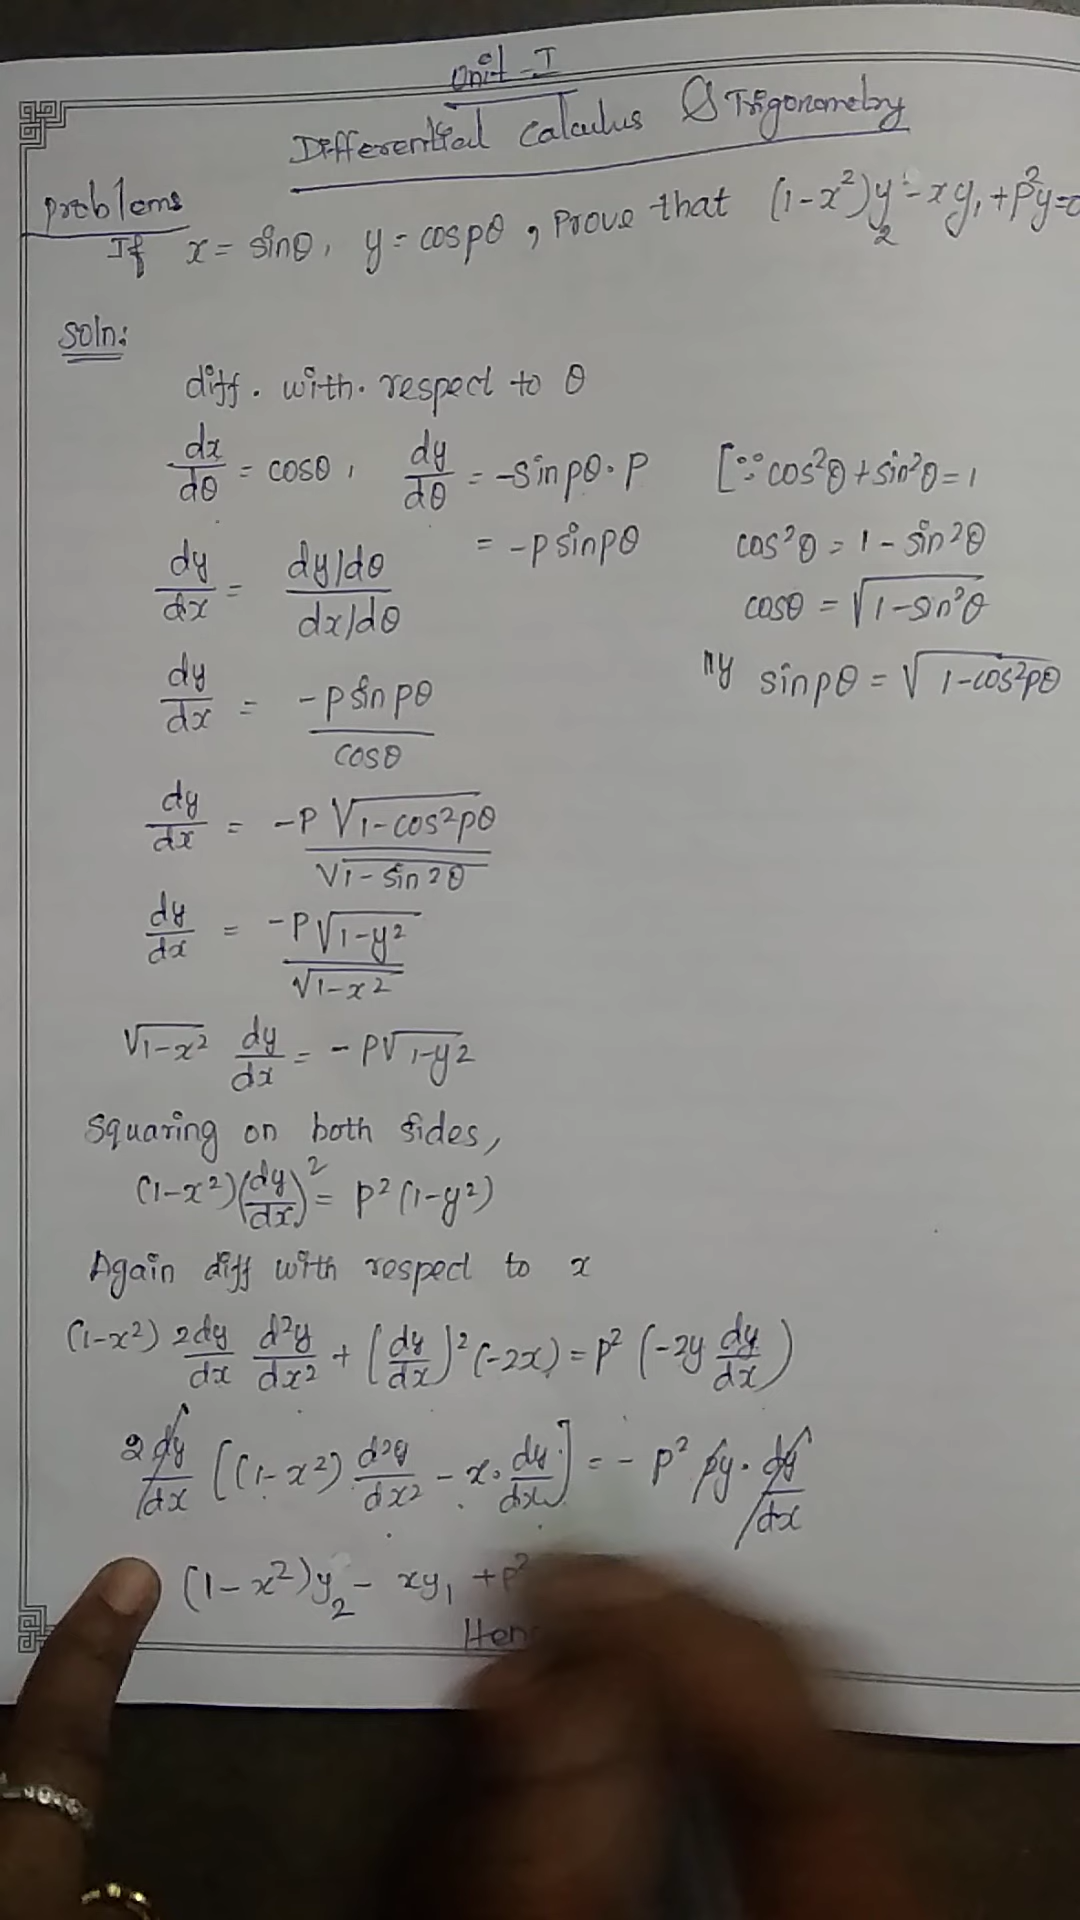 Unit - I
Differential Calculus & Trigonometry
Problems
If x = sinθ, y = cospθ, Prove that (1-x²)y₂ - xy₁ + p²y = 0
Soln:
diff. with. respect to θ
dx/dθ = cosθ, dy/dθ = -sinpθ·p [∵ cos²θ + sin²θ = 1
= -p sinpθ cos²θ = 1 - sin²θ
dy/dx = (dy/dθ)/(dx/dθ) cosθ = √(1-sin²θ)
dy/dx = (-p sin pθ)/(cosθ) lly sinpθ = √(1-cos²pθ)
dy/dx = (-p √(1-cos²pθ))/(√(1-sin²θ))
dy/dx = (-p√(1-y²))/(√(1-x²))
√(1-x²) dy/dx = -p√(1-y²)
Squaring on both sides,
(1-x²)(dy/dx)² = p²(1-y²)
Again diff with respect to x
(1-x²) 2dy/dx d²y/dx² + (dy/dx)² (-2x) = p² (-2y dy/dx)
2 dy/dx [(1-x²) d²y/dx² - x· dy/dx] = - p² 2y · dy/dx
(1-x²)y₂ - xy₁ + p²